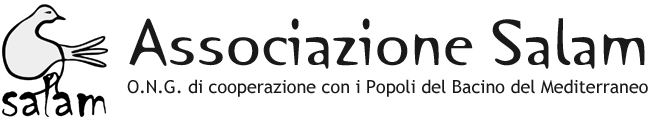 salam
Associazione Salam
O.N.G. di cooperazione con i Popoli del Bacino del Mediterraneo